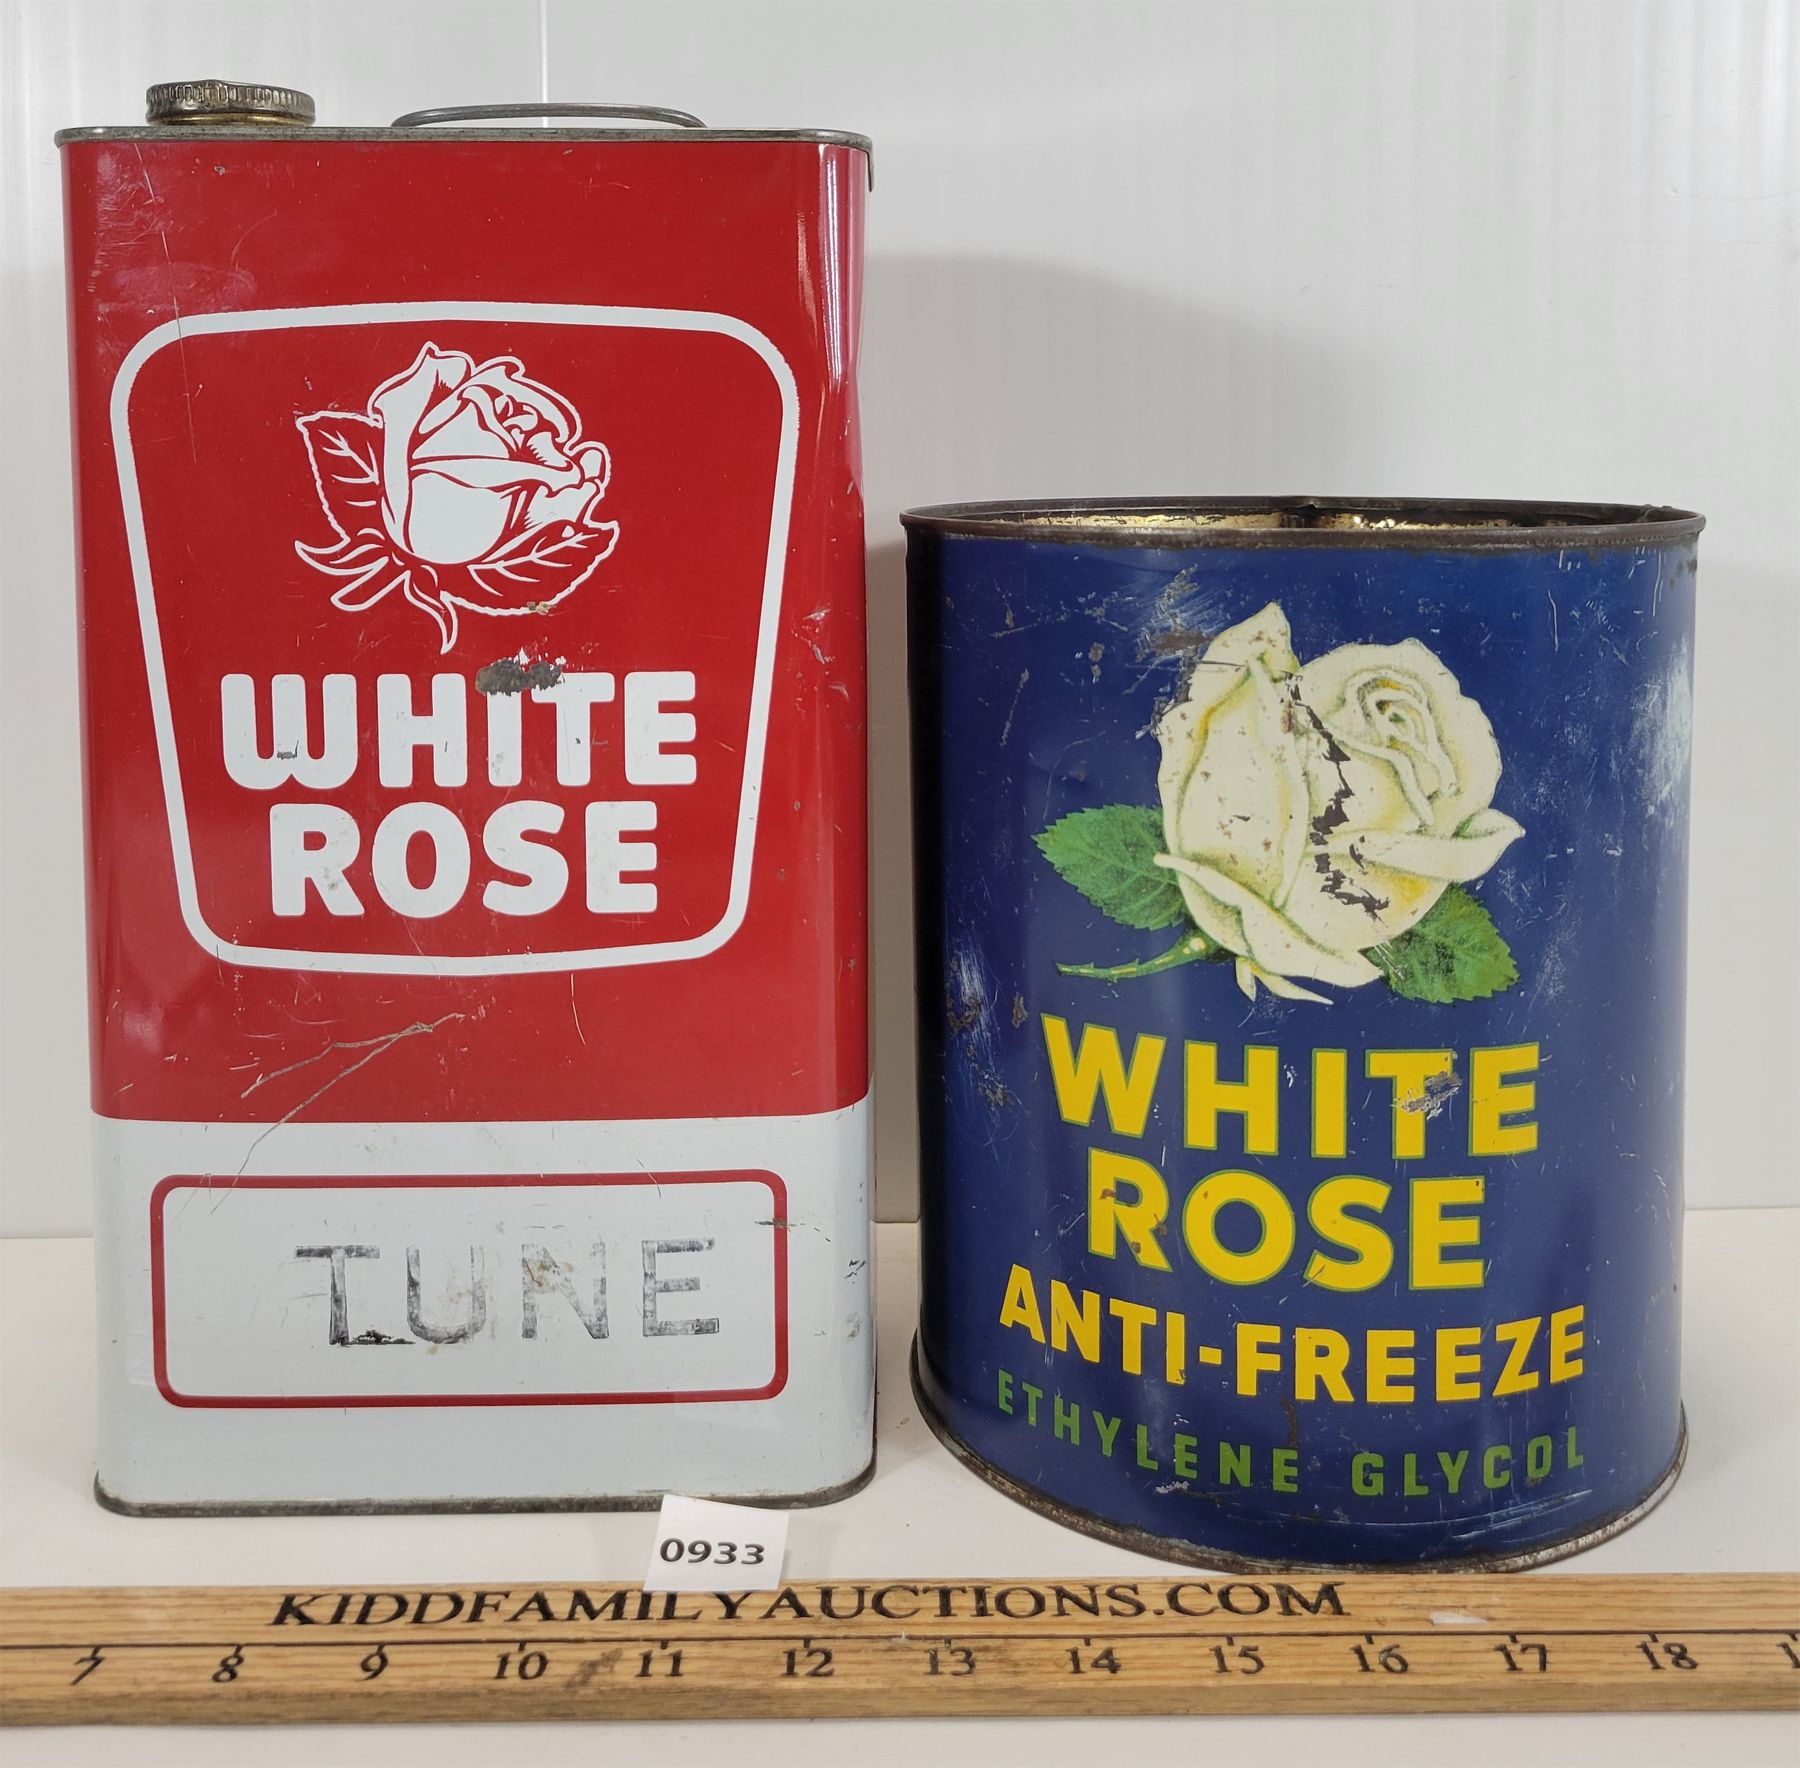 WHITE
ROSE
TUNE
WHITE
ROSE
ANTI-FREEZE
ETHYLENE GLYCOL
0933
KIDDFAMILYAUCTIONS.COM
7 8 9 10 11 12 13 14 15 16 17 18